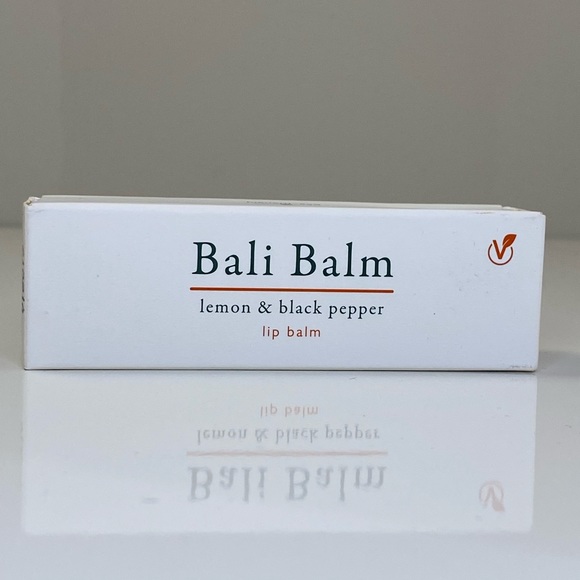 Bali Balm
lemon & black pepper
lip balm
V